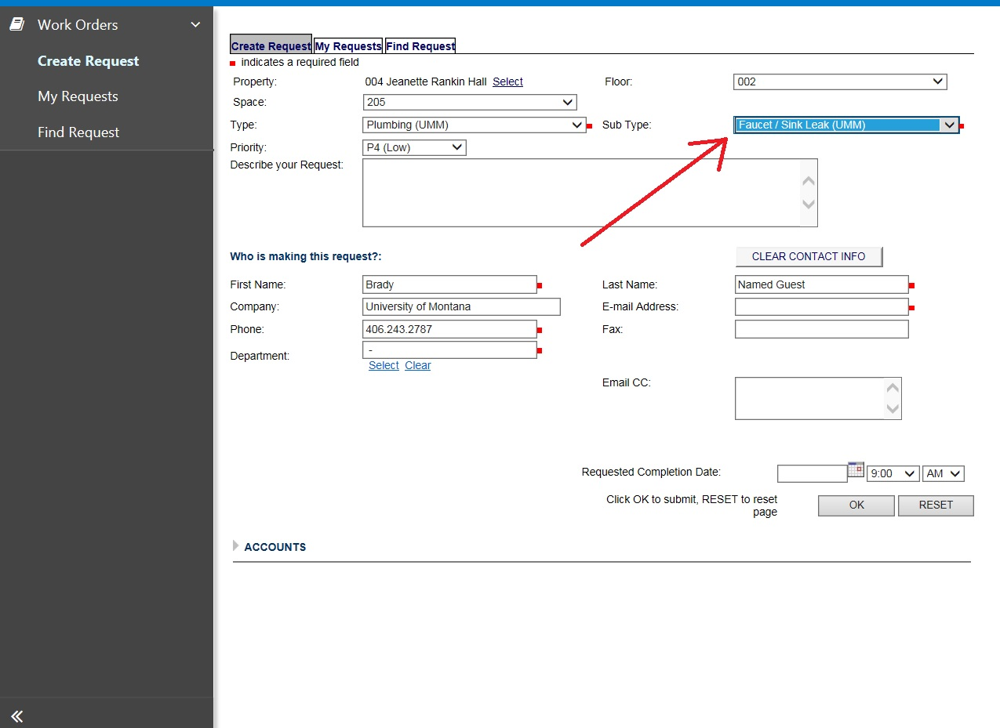 Work Orders
Create Request
My Requests
Find Request
Create Request My Requests Find Request
indicates a required field
Property: 004 Jeanette Rankin Hall Select Floor: 002
Space: 205
Type: Plumbing (UMM) Sub Type: Faucet / Sink Leak (UMM)
Priority: P4 (Low)
Describe your Request:
Who is making this request?: CLEAR CONTACT INFO
First Name: Brady Last Name: Named Guest
Company: University of Montana E-mail Address:
Phone: 406.243.2787 Fax:
Department: -
Select Clear
Email CC:
Requested Completion Date: 9:00 AM
Click OK to submit, RESET to reset
page
OK RESET
ACCOUNTS